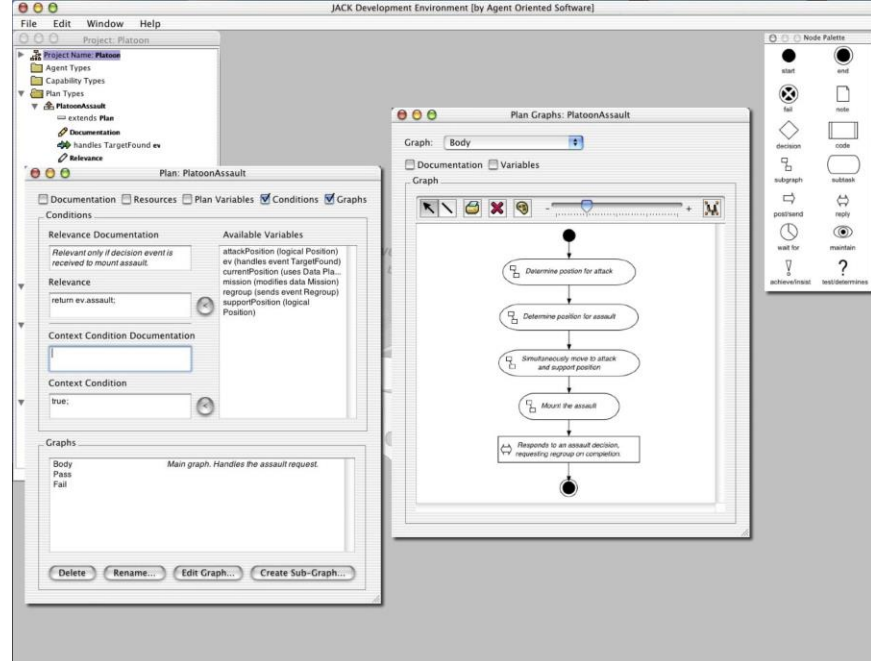 JACK Development Environment [by Agent Oriented Software]
File Edit Window Help
Project: Platoon
Project Name: Platoon
Agent Types
Capability Types
Plan Types
PlatoonAssault
extends Plan
Documentation
handles TargetFound ev
Relevance
Plan: PlatoonAssault
Documentation Resources Plan Variables Conditions Graphs
Conditions
Relevance Documentation
Relevant only if decision event is
received to mount assault.
Relevance
return ev.assault;
Context Condition Documentation
Context Condition
true;
Available Variables
attackPosition (logical Position)
ev (handles event TargetFound)
currentPosition (uses Data Pla...
mission (modifies data Mission)
regroup (sends event Regroup)
supportPosition (logical
Position)
Graphs
Body Main graph. Handles the assault request.
Pass
Fail
Delete Rename... Edit Graph... Create Sub-Graph...
Plan Graphs: PlatoonAssault
Graph: Body
Documentation Variables
Graph
- +
Determine postion for attack
Determine position for assault
Simultaneously move to attack
and support position
Mount the assault
Responds to an assault decision,
requesting regroup on completion.
Node Palette
start end
fail note
decision code
subgraph subtask
post/send reply
wait for maintain
achieve/insist test/determines